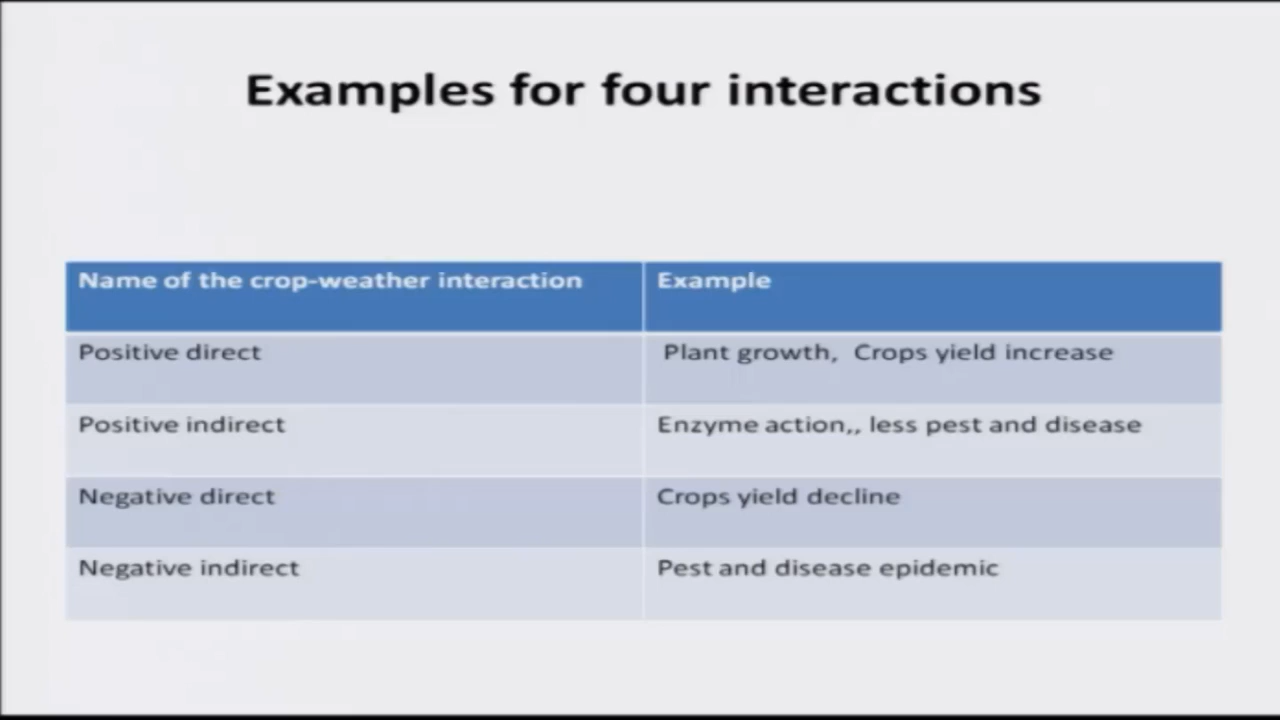 Examples for four interactions
Name of the crop-weather interaction
Example
Positive direct
Plant growth, Crops yield increase
Positive indirect
Enzyme action,, less pest and disease
Negative direct
Crops yield decline
Negative indirect
Pest and disease epidemic